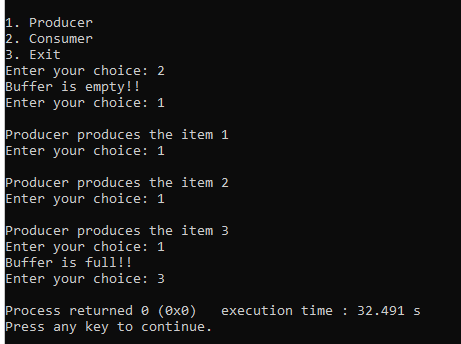 1. Producer
2. Consumer
3. Exit
Enter your choice: 2
Buffer is empty!!
Enter your choice: 1
Producer produces the item 1
Enter your choice: 1
Producer produces the item 2
Enter your choice: 1
Producer produces the item 3
Enter your choice: 1
Buffer is full!!
Enter your choice: 3
Process returned 0 (0x0)   execution time : 32.491 s
Press any key to continue.